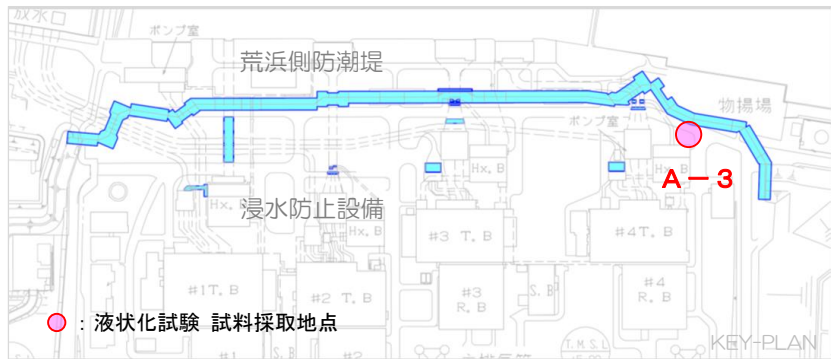 放水口
ポンプ室
荒浜側防潮堤
物揚場
ポンプ室
A－3
Hx. B
Hx. B
Hx. B
Hx. B
浸水防止設備
#3 T. B
#4T. B
#1T. B
#2 T. B
#3
R. B
S. B
#4
R. B
：液状化試験 試料採取地点
T. M. S. L
KEY-PLAN
#1
#2